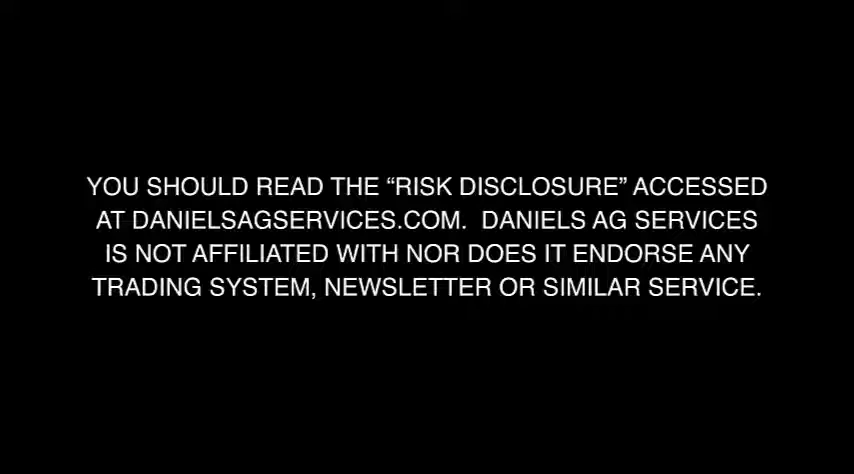 YOU SHOULD READ THE “RISK DISCLOSURE” ACCESSED
AT DANIELSAGSERVICES.COM.  DANIELS AG SERVICES
IS NOT AFFILIATED WITH NOR DOES IT ENDORSE ANY
TRADING SYSTEM, NEWSLETTER OR SIMILAR SERVICE.